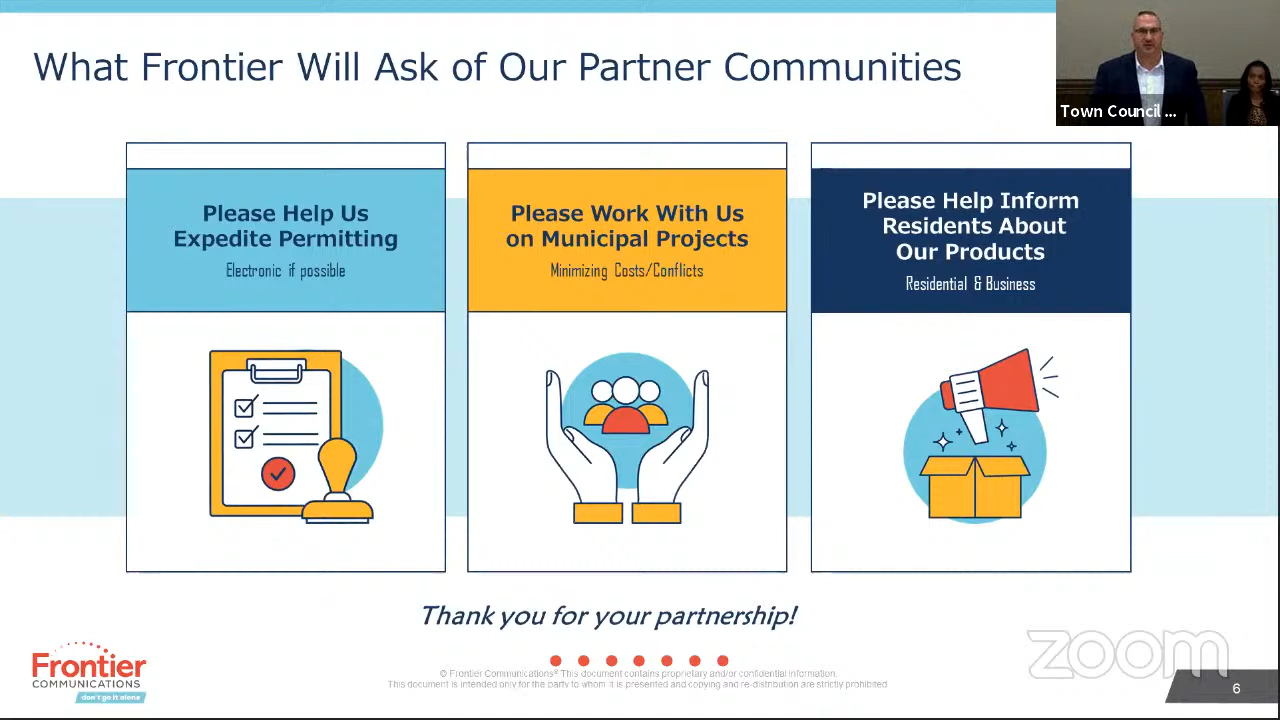 What Frontier Will Ask of Our Partner Communities
Town Council ...
Please Help Us
Expedite Permitting
Electronic if possible
Please Work With Us
on Municipal Projects
Minimizing Costs/Conflicts
Please Help Inform
Residents About
Our Products
Residential & Business
Thank you for your partnership!
Frontier
COMMUNICATIONS
don't go it alone
© Frontier Communications® This document contains proprietary and/or confidential information.
This document is intended only for the party to whom it is presented and copying and re-distribution are strictly prohibited
zoom
6